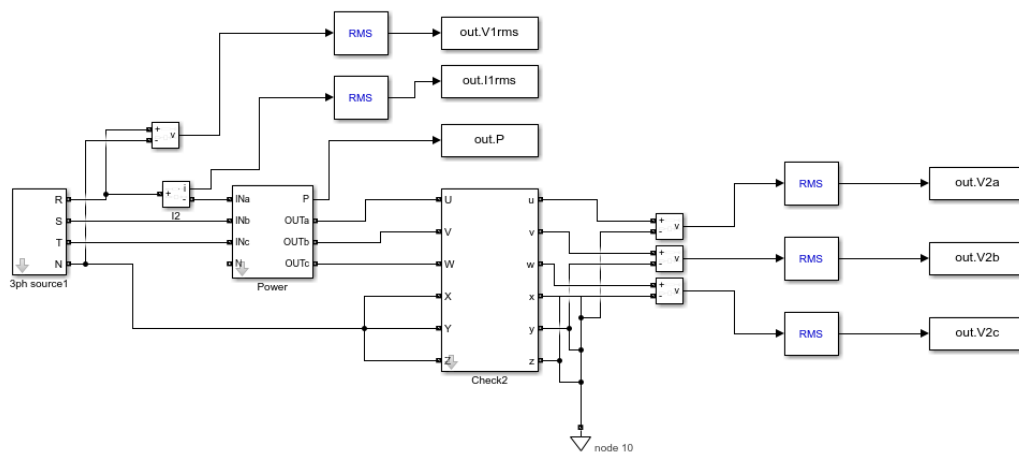 RMS
out.V1rms
RMS
out.I1rms
out.P
+
-
v
+
i
-
I2
R
S
T
N
3ph source1
INa
INb
INc
N
P
OUTa
OUTb
OUTc
Power
U
V
W
X
Y
Z
u
v
w
x
y
z
Check2
+
-
v
+
-
v
+
-
v
RMS
out.V2a
RMS
out.V2b
RMS
out.V2c
node 10